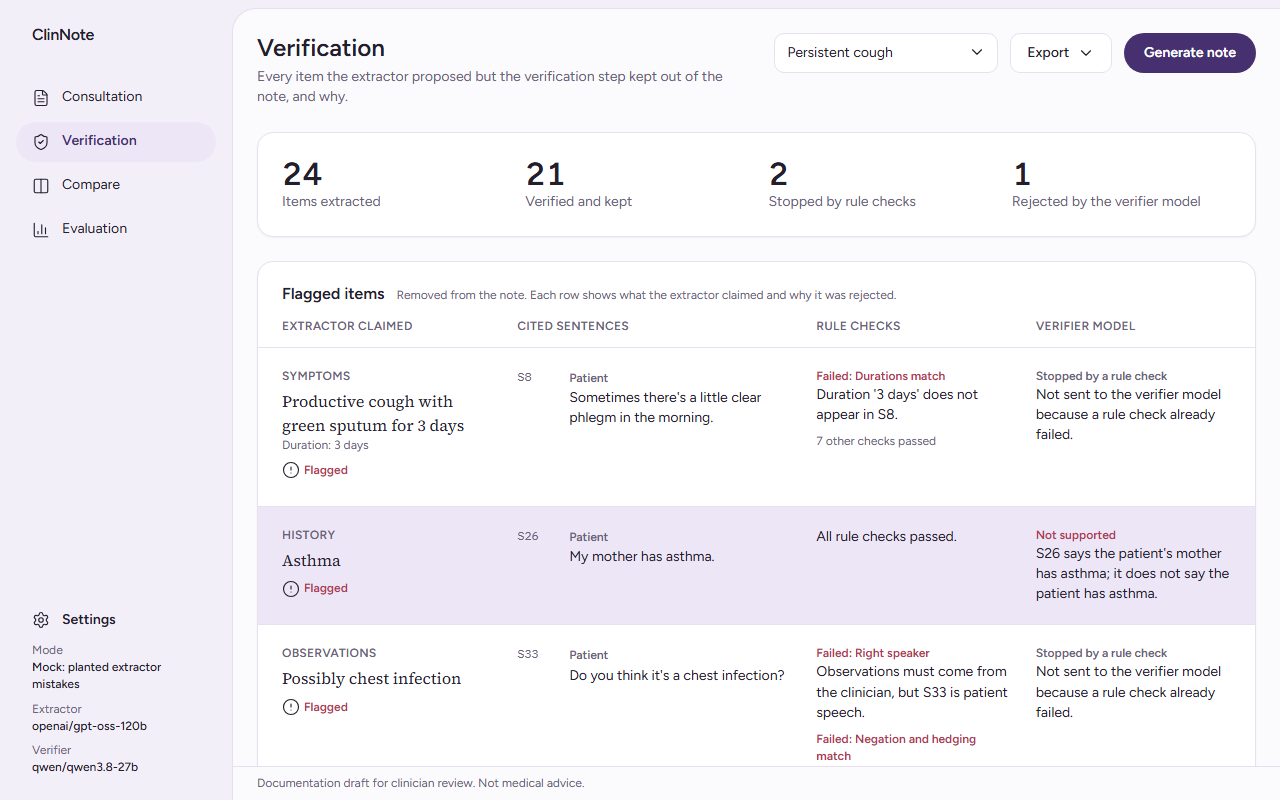 ClinNote
Consultation
Verification
Compare
Evaluation
Settings
Mode
Mock: planted extractor
mistakes
Extractor
openai/gpt-oss-120b
Verifier
qwen/qwen3.8-27b
Verification
Every item the extractor proposed but the verification step kept out of the
note, and why.
Persistent cough
Export
Generate note
24
Items extracted
21
Verified and kept
2
Stopped by rule checks
1
Rejected by the verifier model
Flagged items Removed from the note. Each row shows what the extractor claimed and why it was rejected.
EXTRACTOR CLAIMED
CITED SENTENCES
RULE CHECKS
VERIFIER MODEL
SYMPTOMS
Productive cough with
green sputum for 3 days
Duration: 3 days
Flagged
S8
Patient
Sometimes there's a little clear
phlegm in the morning.
Failed: Durations match
Duration '3 days' does not
appear in S8.
7 other checks passed
Stopped by a rule check
Not sent to the verifier model
because a rule check already
failed.
HISTORY
Asthma
Flagged
S26
Patient
My mother has asthma.
All rule checks passed.
Not supported
S26 says the patient's mother
has asthma; it does not say the
patient has asthma.
OBSERVATIONS
Possibly chest infection
Flagged
S33
Patient
Do you think it's a chest infection?
Failed: Right speaker
Observations must come from
the clinician, but S33 is patient
speech.
Failed: Negation and hedging
match
Stopped by a rule check
Not sent to the verifier model
because a rule check already
failed.
Documentation draft for clinician review. Not medical advice.